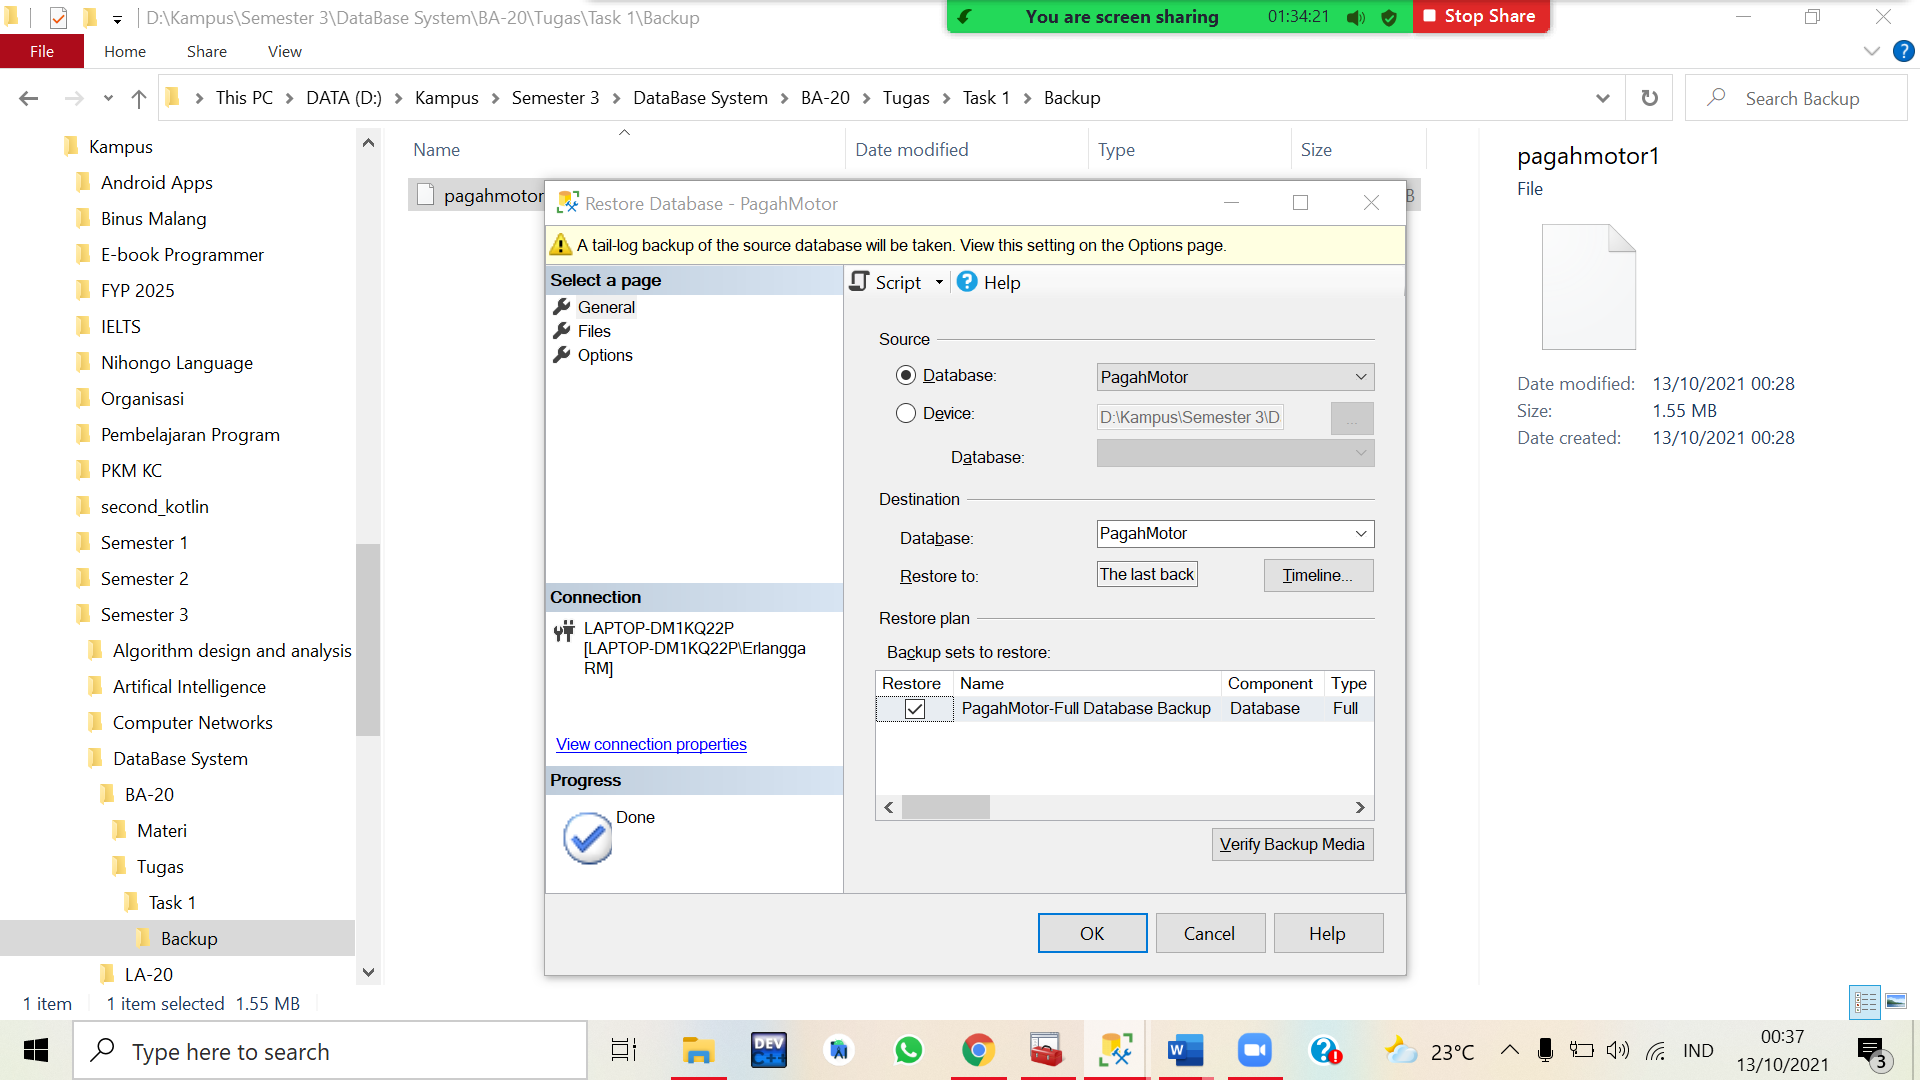 D:\Kampus\Semester 3\DataBase System\BA-20\Tugas\Task 1\Backup
You are screen sharing 01:34:21 Stop Share
File Home Share View
This PC DATA (D:) Kampus Semester 3 DataBase System BA-20 Tugas Task 1 Backup
Search Backup
Kampus
Android Apps
Binus Malang
E-book Programmer
FYP 2025
IELTS
Nihongo Language
Organisasi
Pembelajaran Program
PKM KC
second_kotlin
Semester 1
Semester 2
Semester 3
Algorithm design and analysis
Artifical Intelligence
Computer Networks
DataBase System
BA-20
Materi
Tugas
Task 1
Backup
LA-20
Name Date modified Type Size
pagahmotor
B
Restore Database - PagahMotor
A tail-log backup of the source database will be taken. View this setting on the Options page.
Select a page
General
Files
Options
Connection
LAPTOP-DM1KQ22P
[LAPTOP-DM1KQ22P\Erlangga
RM]
View connection properties
Progress
Done
Script Help
Source
Database: PagahMotor
Device: D:\Kampus\Semester 3\D ...
Database:
Destination
Database: PagahMotor
Restore to: The last back Timeline...
Restore plan
Backup sets to restore:
Restore Name Component Type
PagahMotor-Full Database Backup Database Full
Verify Backup Media
OK Cancel Help
pagahmotor1
File
Date modified: 13/10/2021 00:28
Size: 1.55 MB
Date created: 13/10/2021 00:28
1 item 1 item selected 1.55 MB
Type here to search
DEV
C++
W
23°C
IND
00:37
13/10/2021
3